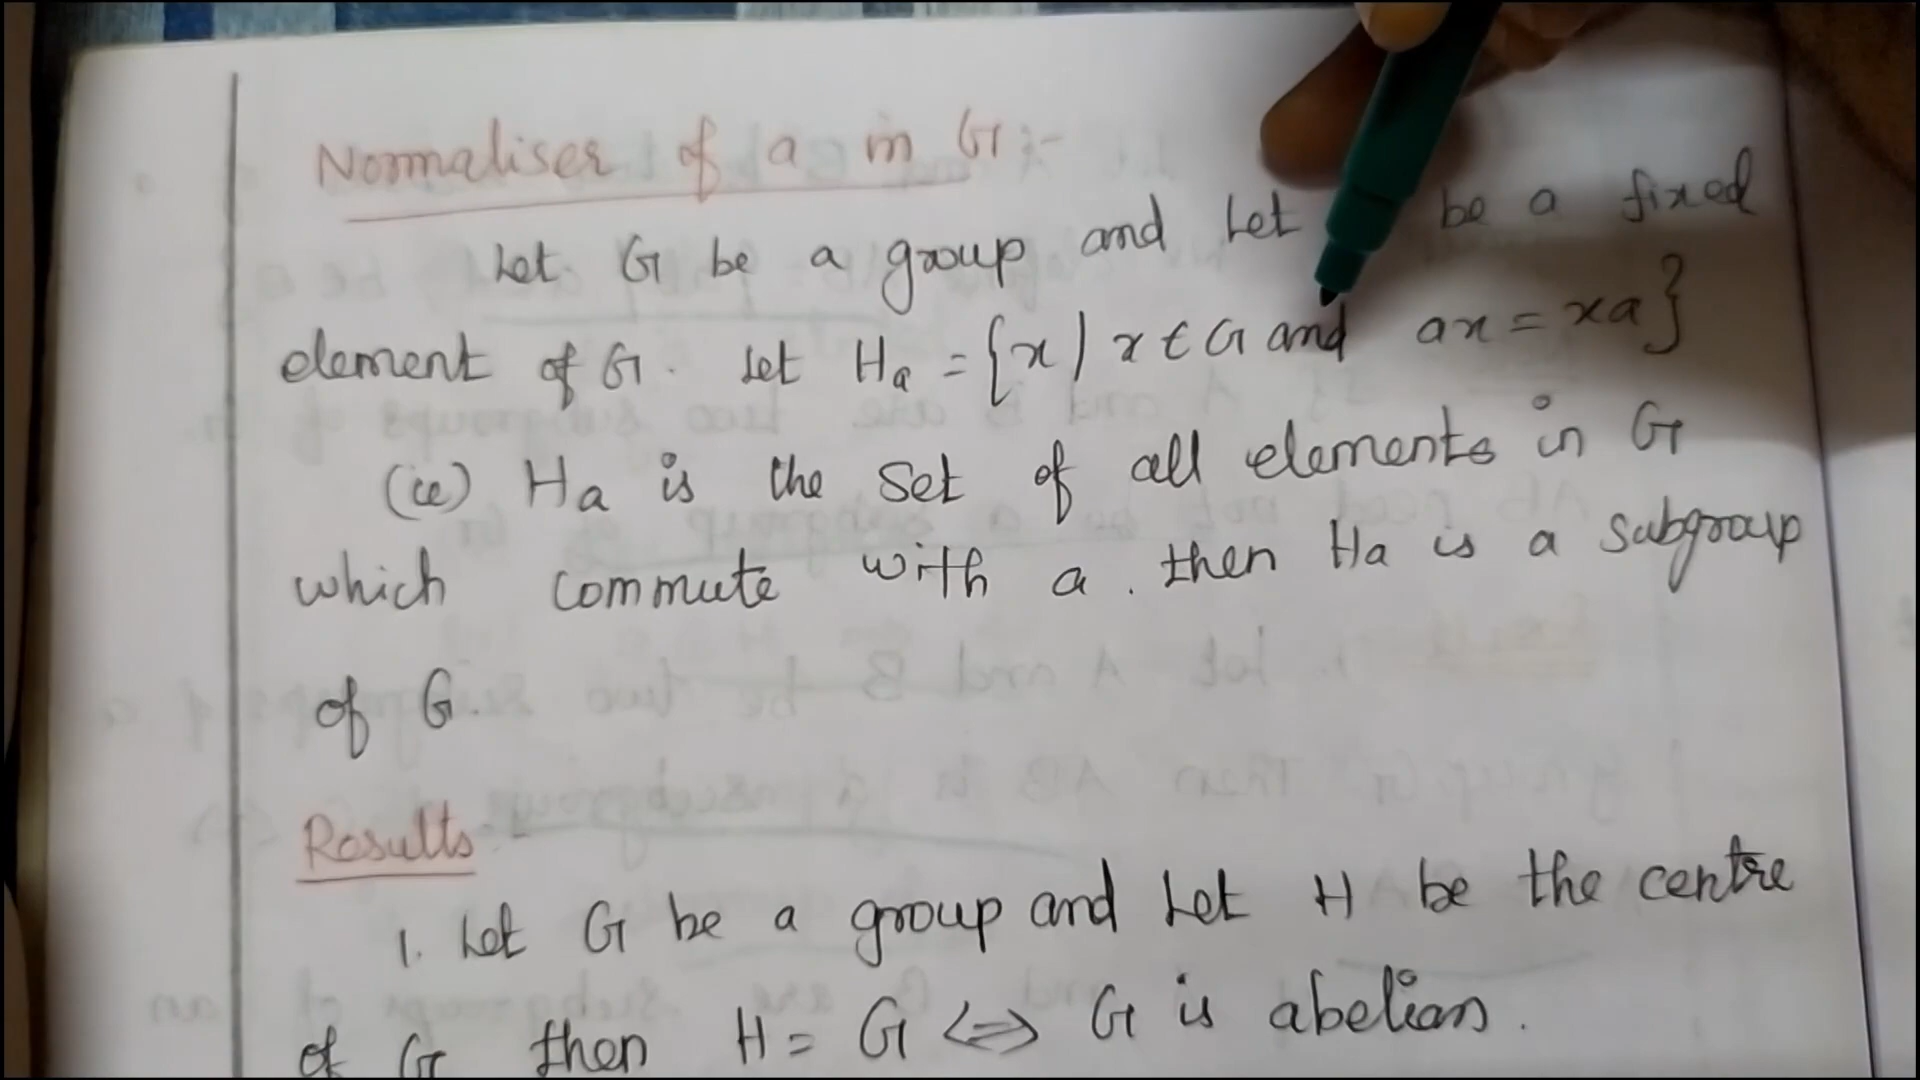 Normaliser of a in G :-
Let G be a group and Let be a fixed
element of G. Let Ha = {x / x ∈ G and ax = xa}
(ie) Ha is the set of all elements in G
which commute with a. then Ha is a subgroup
of G.
Results:-
1. Let G be a group and Let H be the centre
of G then H = G <=> G is abelian.